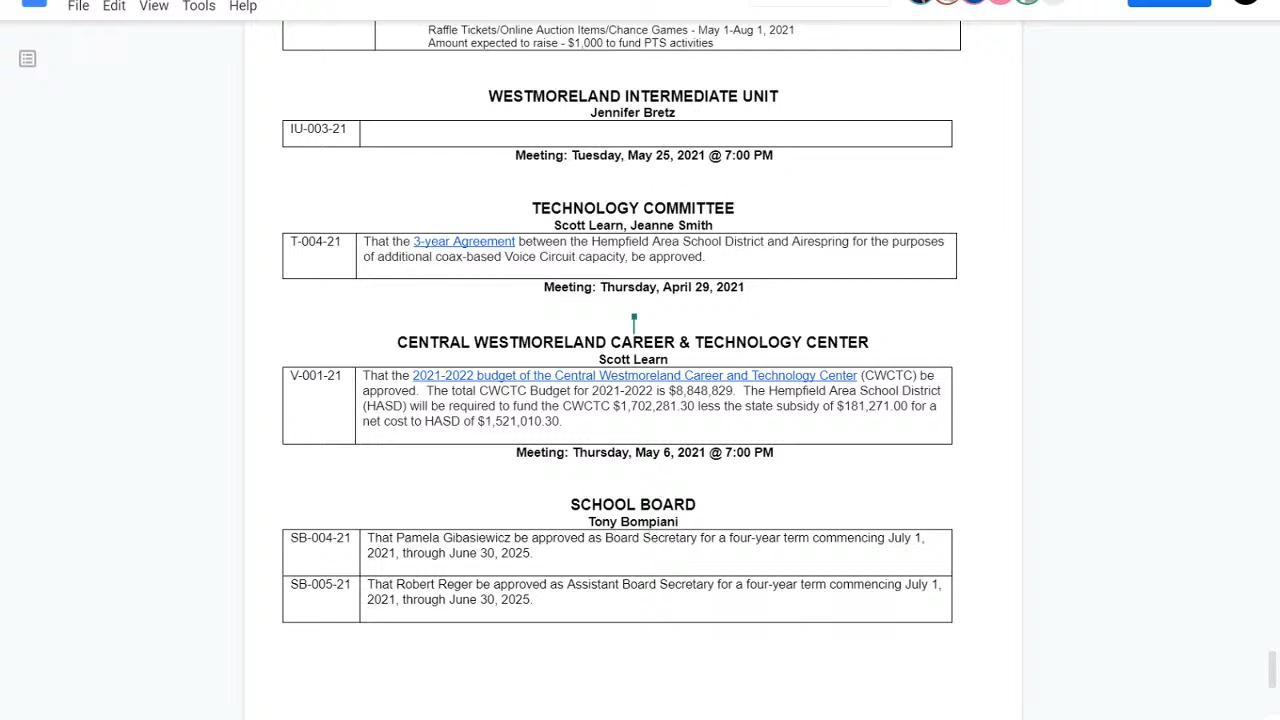 File Edit View Tools Help
Raffle Tickets/Online Auction Items/Chance Games - May 1-Aug 1, 2021
Amount expected to raise - $1,000 to fund PTS activities
WESTMORELAND INTERMEDIATE UNIT
Jennifer Bretz
IU-003-21
Meeting: Tuesday, May 25, 2021 @ 7:00 PM
TECHNOLOGY COMMITTEE
Scott Learn, Jeanne Smith
T-004-21 That the 3-year Agreement between the Hempfield Area School District and Airespring for the purposes
of additional coax-based Voice Circuit capacity, be approved.
Meeting: Thursday, April 29, 2021
CENTRAL WESTMORELAND CAREER & TECHNOLOGY CENTER
Scott Learn
V-001-21 That the 2021-2022 budget of the Central Westmoreland Career and Technology Center (CWCTC) be
approved. The total CWCTC Budget for 2021-2022 is $8,848,829. The Hempfield Area School District
(HASD) will be required to fund the CWCTC $1,702,281.30 less the state subsidy of $181,271.00 for a
net cost to HASD of $1,521,010.30.
Meeting: Thursday, May 6, 2021 @ 7:00 PM
SCHOOL BOARD
Tony Bompiani
SB-004-21 That Pamela Gibasiewicz be approved as Board Secretary for a four-year term commencing July 1,
2021, through June 30, 2025.
SB-005-21 That Robert Reger be approved as Assistant Board Secretary for a four-year term commencing July 1,
2021, through June 30, 2025.